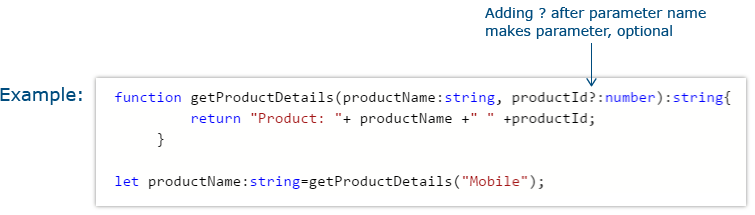 Adding ? after parameter name
makes parameter, optional
Example:
function getProductDetails(productName:string, productId?:number):string{
return "Product: "+ productName +" " +productId;
}
let productName:string=getProductDetails("Mobile");